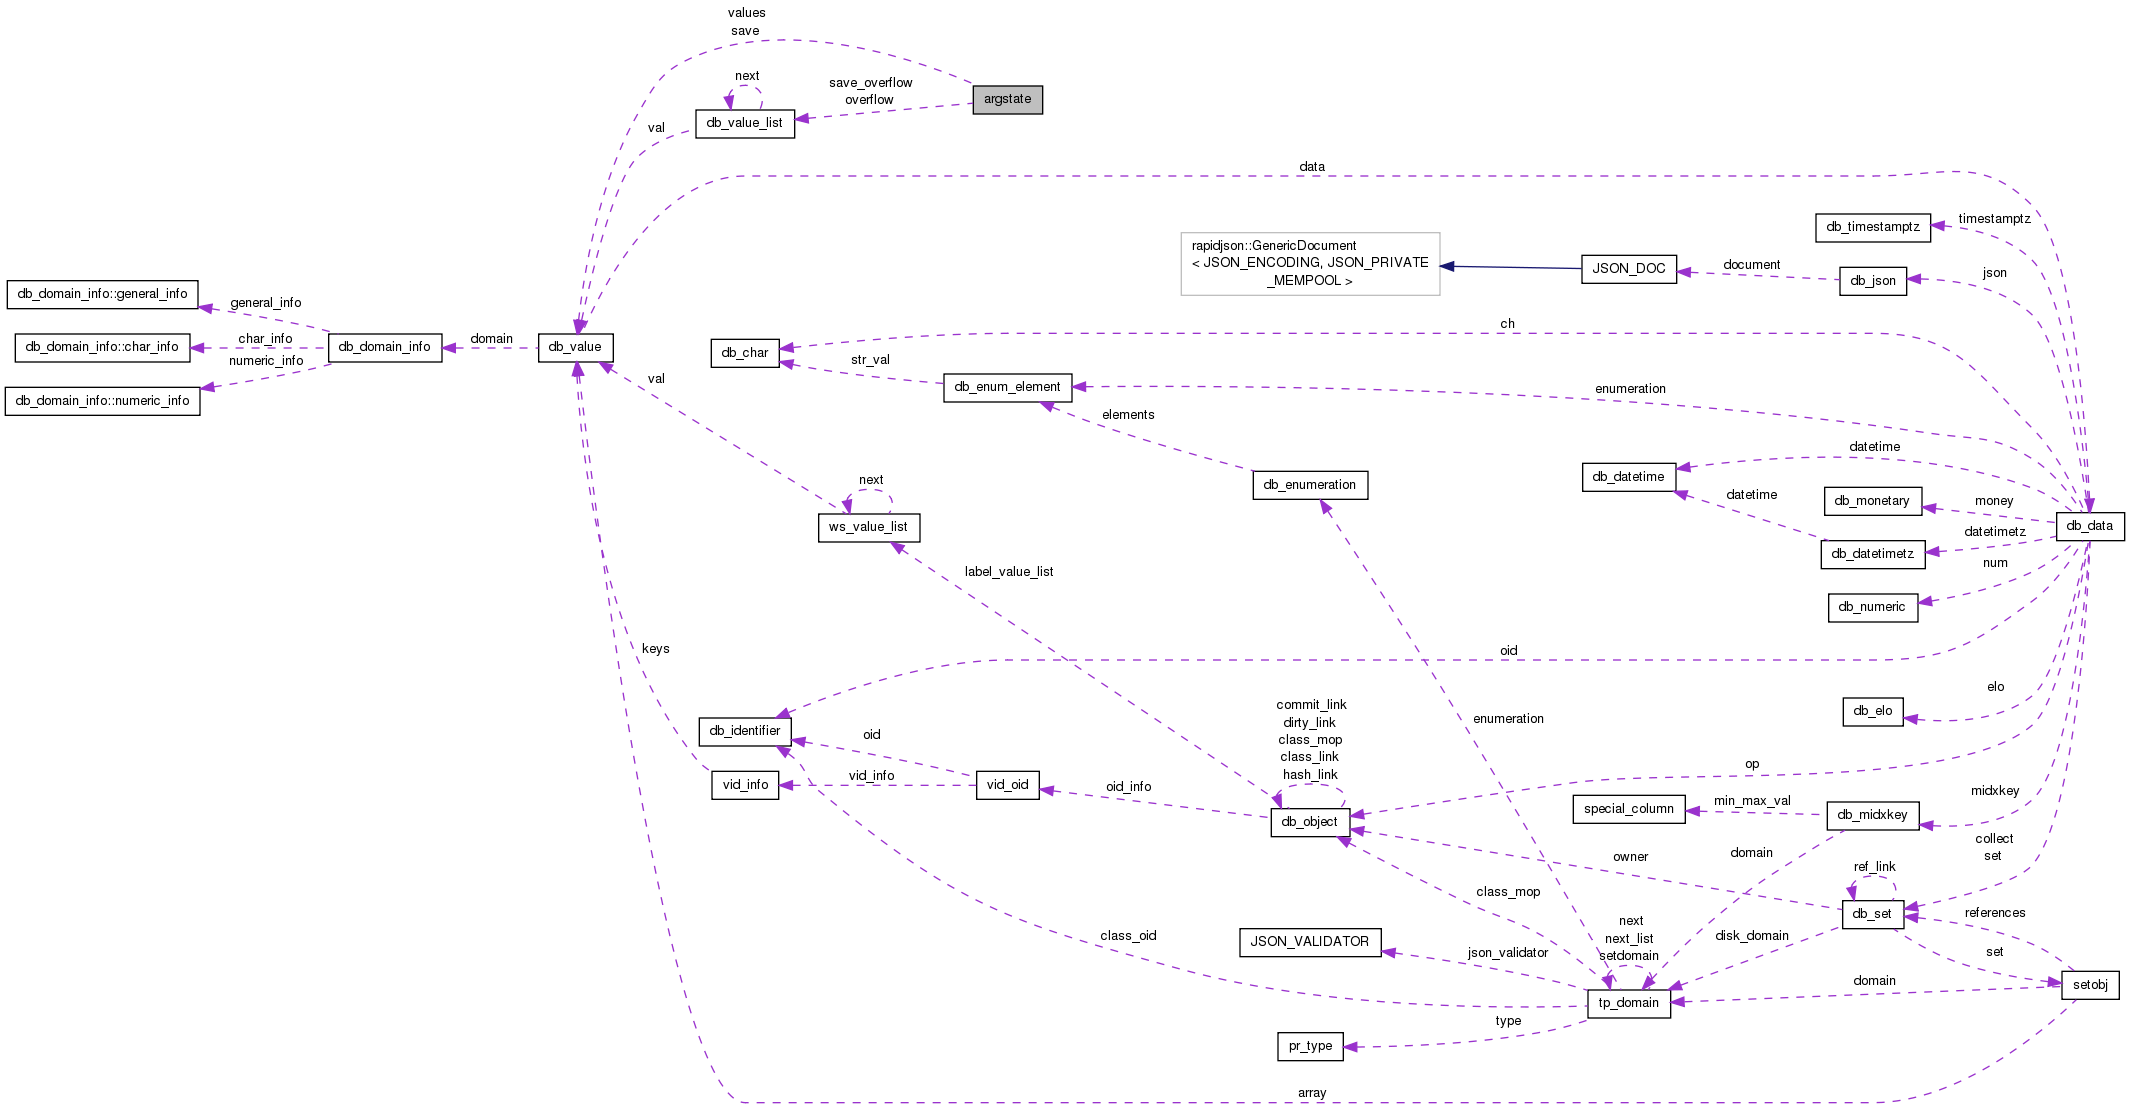 values
save
next
save_overflow
overflow
argstate
db_value_list
val
data
timestamptz
db_timestamptz
rapidjson::GenericDocument
< JSON_ENCODING, JSON_PRIVATE
_MEMPOOL >
JSON_DOC
document
db_json
json
db_domain_info::general_info
general_info
ch
db_domain_info::char_info
char_info
db_domain_info
domain
db_value
db_char
str_val
numeric_info
db_domain_info::numeric_info
val
db_enum_element
enumeration
elements
datetime
next
db_enumeration
db_datetime
datetime
db_monetary
money
ws_value_list
db_data
datetimetz
db_datetimetz
label_value_list
num
db_numeric
keys
oid
elo
commit_link
dirty_link
class_mop
class_link
hash_link
enumeration
db_elo
db_identifier
oid
op
vid_info
vid_info
vid_oid
oid_info
midxkey
special_column
min_max_val
db_midxkey
db_object
collect
set
domain
owner
ref_link
class_mop
db_set
references
next
next_list
setdomain
class_oid
JSON_VALIDATOR
json_validator
disk_domain
set
domain
setobj
tp_domain
type
pr_type
array